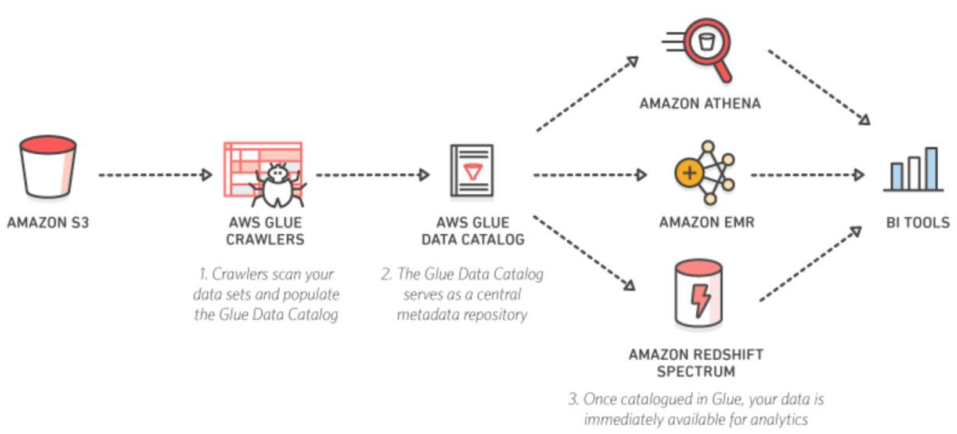 AMAZON S3
AWS GLUE
CRAWLERS
1. Crawlers scan your
data sets and populate
the Glue Data Catalog
AWS GLUE
DATA CATALOG
2. The Glue Data Catalog
serves as a central
metadata repository
AMAZON ATHENA
AMAZON EMR
AMAZON REDSHIFT
SPECTRUM
3. Once catalogued in Glue, your data is
immediately available for analytics
BI TOOLS